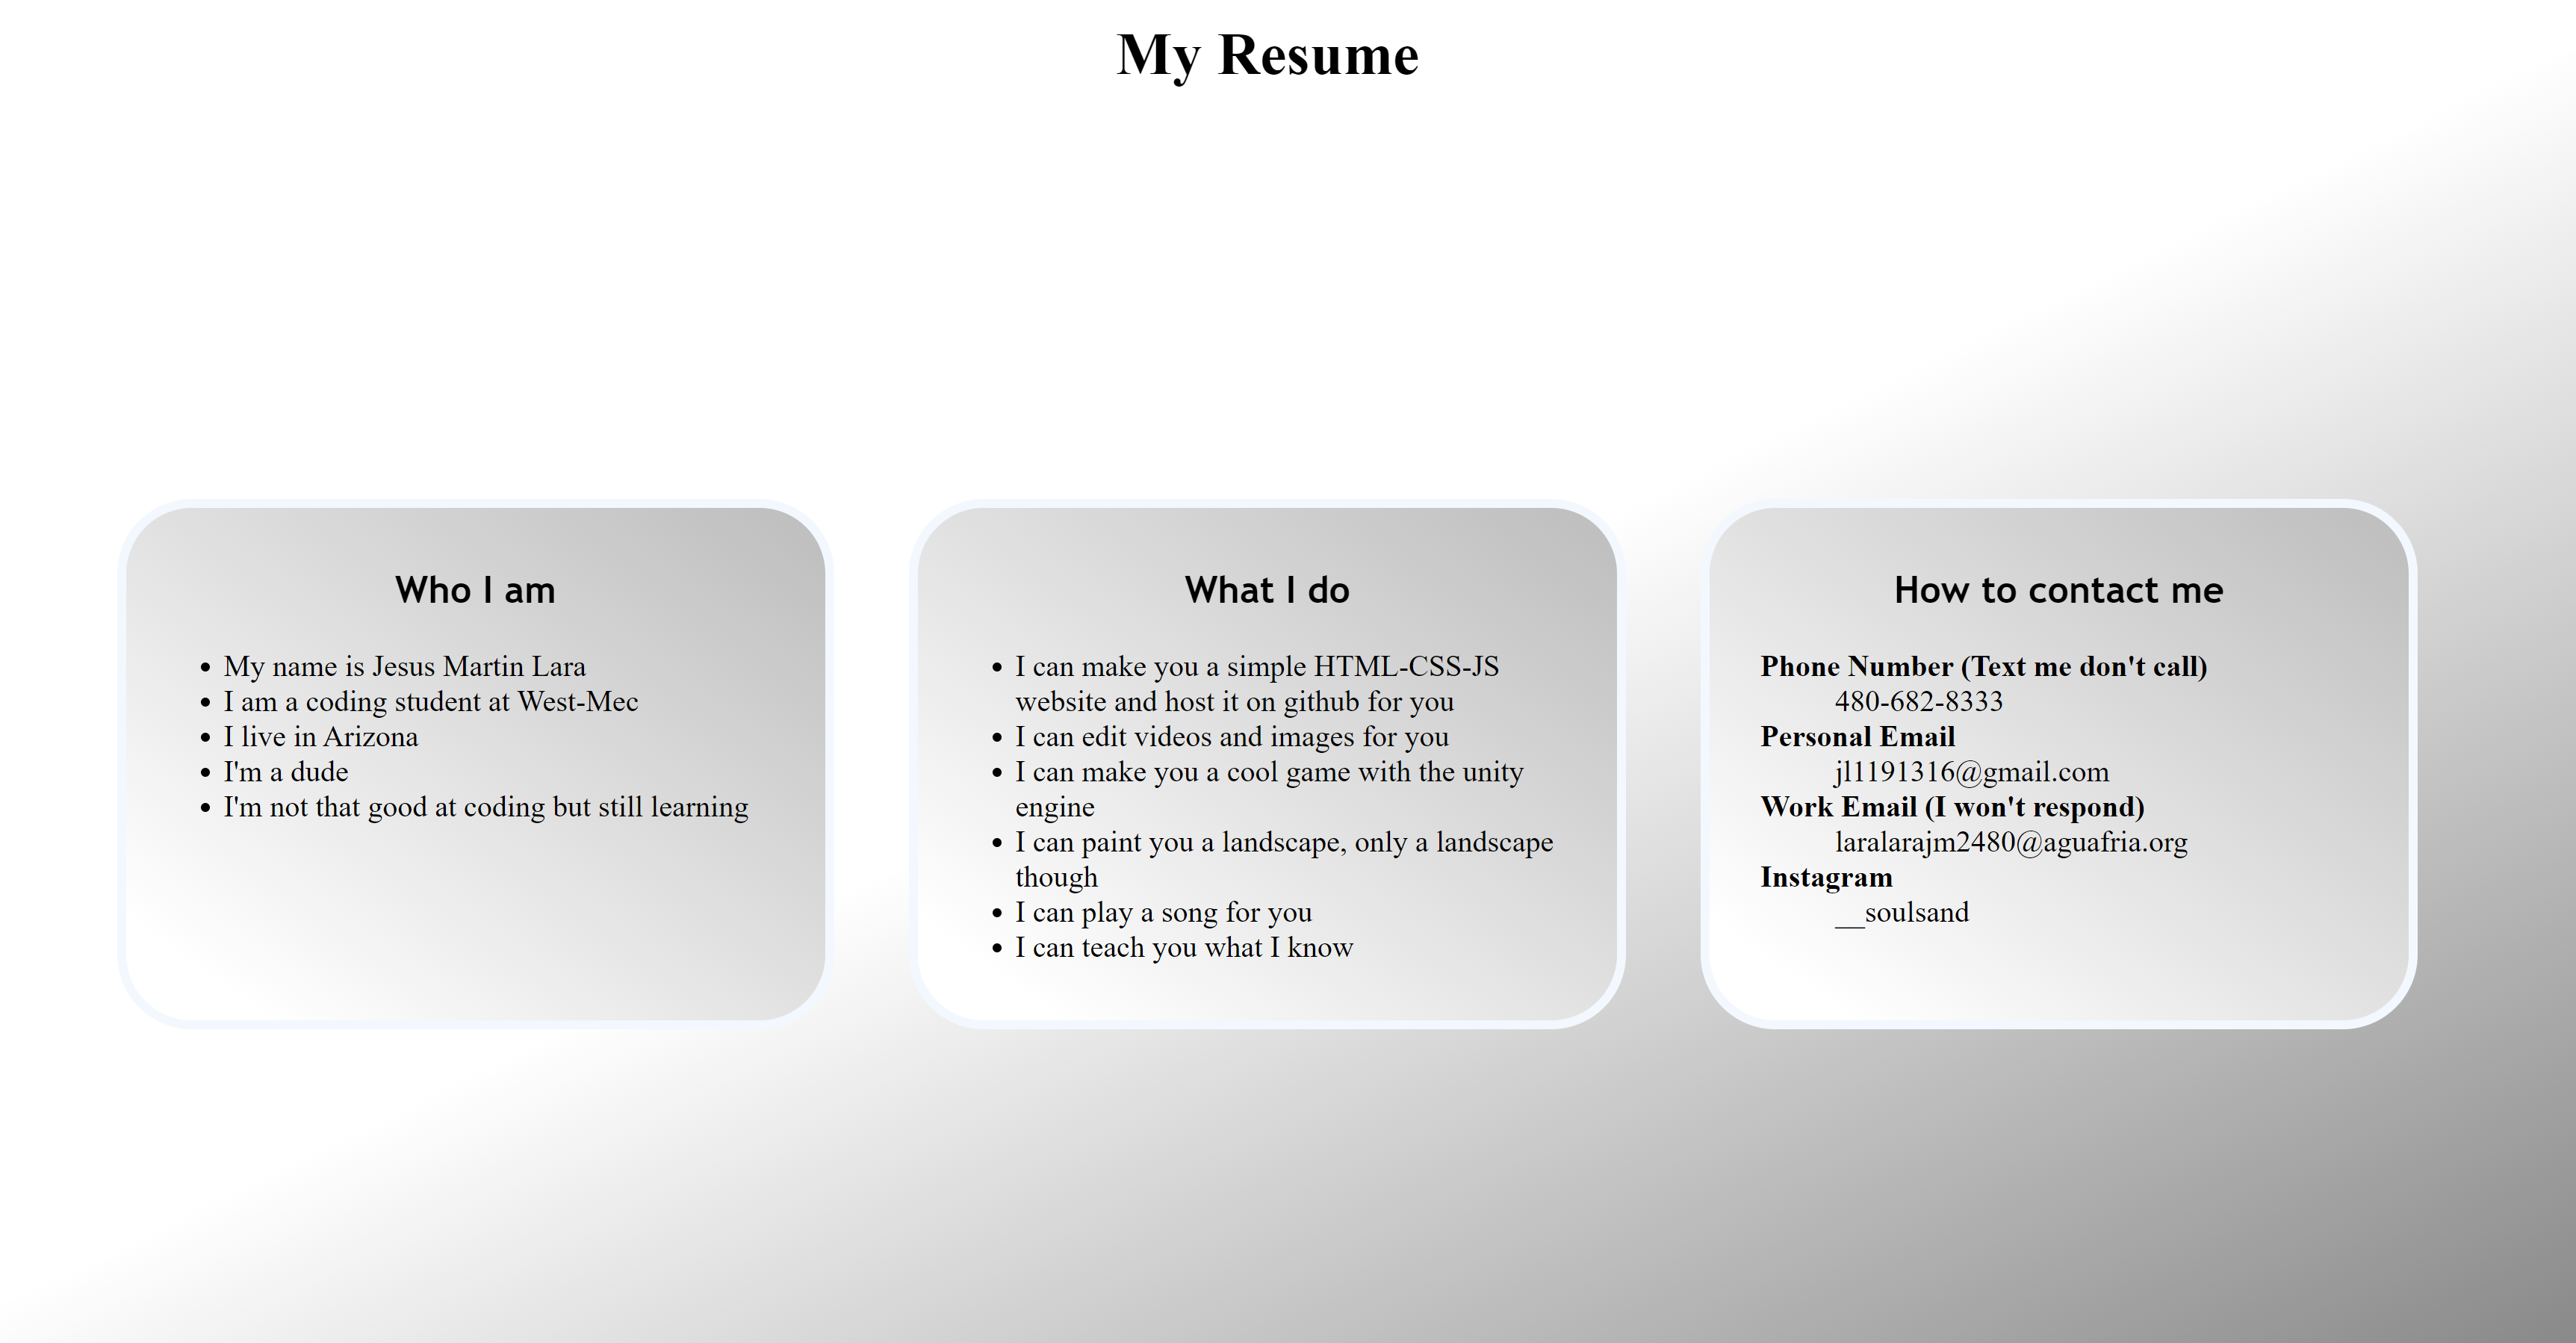 My Resume
Who I am
My name is Jesus Martin Lara
I am a coding student at West-Mec
I live in Arizona
I'm a dude
I'm not that good at coding but still learning
What I do
I can make you a simple HTML-CSS-JS
website and host it on github for you
I can edit videos and images for you
I can make you a cool game with the unity
engine
I can paint you a landscape, only a landscape
though
I can play a song for you
I can teach you what I know
How to contact me
Phone Number (Text me don't call)
480-682-8333
Personal Email
jl1191316@gmail.com
Work Email (I won't respond)
laralarajm2480@aguafria.org
Instagram
__soulsand